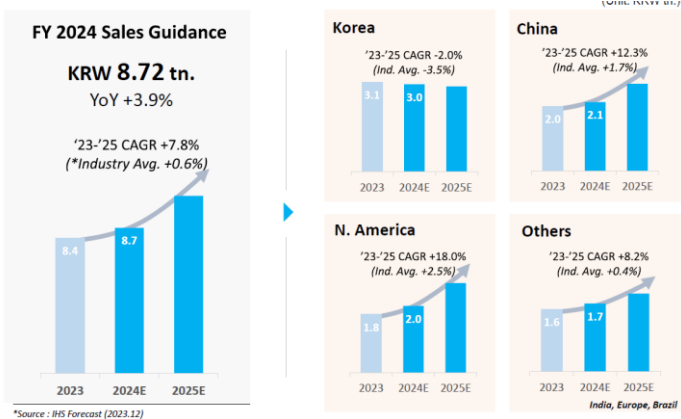 (Unit: KRW tn.)
FY 2024 Sales Guidance
KRW 8.72 tn.
YoY +3.9%
‘23-’25 CAGR +7.8%
(*Industry Avg. +0.6%)
8.4
8.7
2023 2024E 2025E
*Source : IHS Forecast (2023.12)
Korea
‘23-’25 CAGR -2.0%
(Ind. Avg. -3.5%)
3.1
3.0
2023 2024E 2025E
China
‘23-’25 CAGR +12.3%
(Ind. Avg. +1.7%)
2.0
2.1
2023 2024E 2025E
N. America
‘23-’25 CAGR +18.0%
(Ind. Avg. +2.5%)
1.8
2.0
2023 2024E 2025E
Others
‘23-’25 CAGR +8.2%
(Ind. Avg. +0.4%)
1.6
1.7
2023 2024E 2025E
India, Europe, Brazil